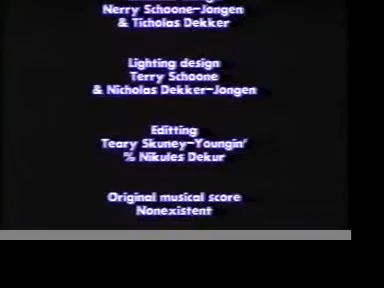 Nerry Schoone-Jongen
& Ticholas Dekker
Lighting design
Terry Schoone
& Nicholas Dekker-Jongen
Editting
Teary Skuney-Youngin'
% Nikules Dekur
Original musical score
Nonexistent